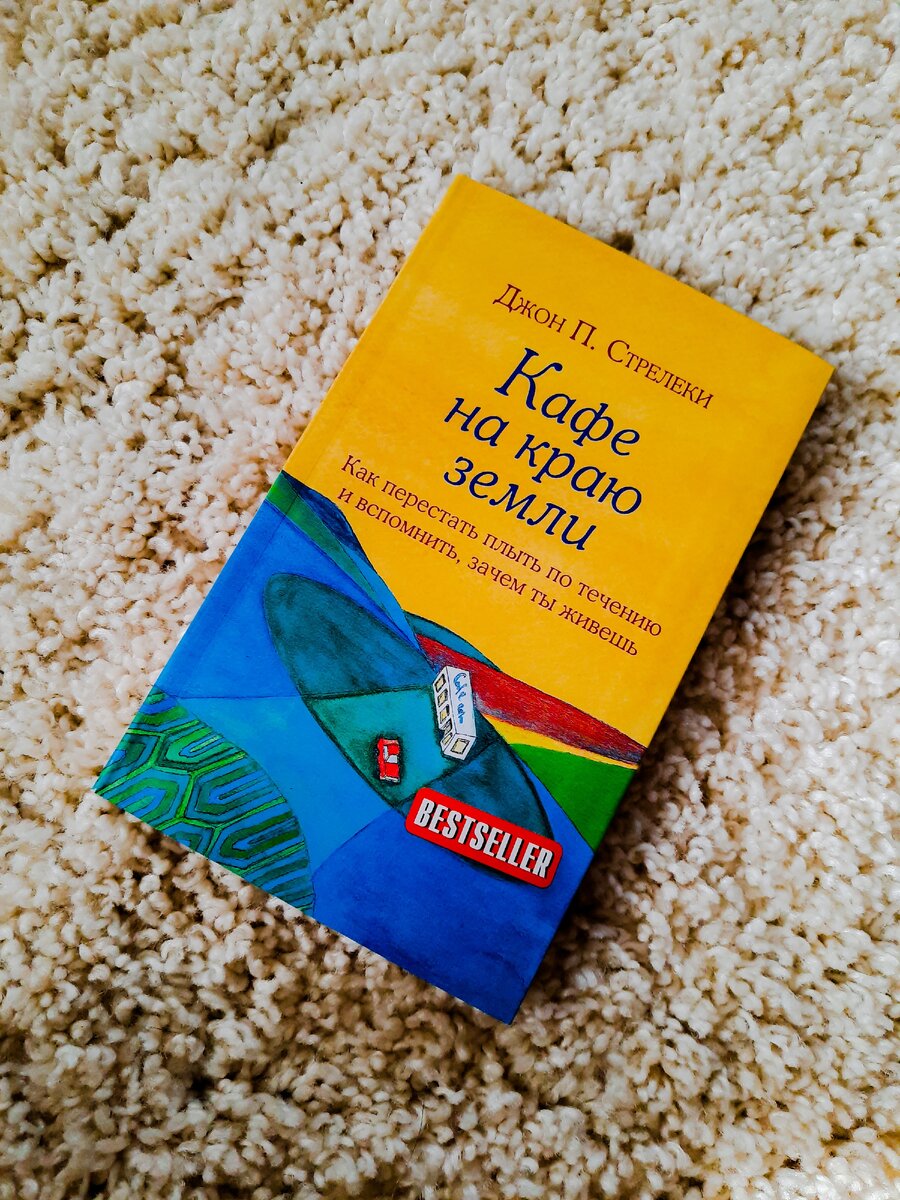 Джон П. Стрелеки
Кафе
на краю
земли
Как перестать плыть по течению
и вспомнить, зачем ты живешь
BESTSELLER